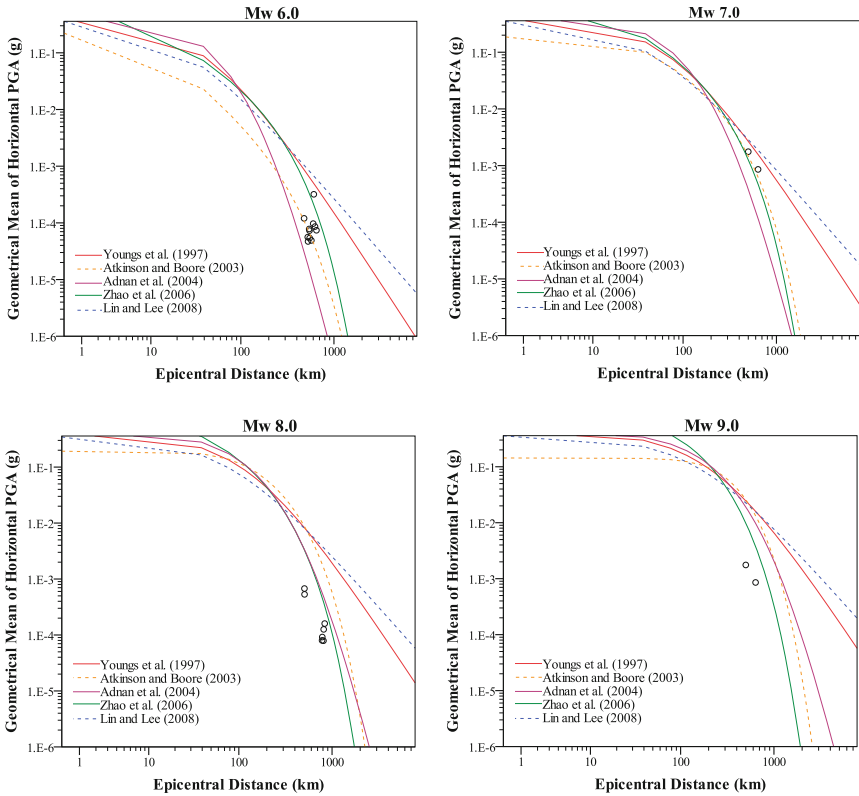 Mw 6.0
Geometrical Mean of Horizontal PGA (g)
1.E-1
1.E-2
1.E-3
1.E-4
1.E-5
1.E-6
Youngs et al. (1997)
Atkinson and Boore (2003)
Adnan et al. (2004)
Zhao et al. (2006)
Lin and Lee (2008)
1 10 100 1000
Epicentral Distance (km)
Mw 7.0
Geometrical Mean of Horizontal PGA (g)
1.E-1
1.E-2
1.E-3
1.E-4
1.E-5
1.E-6
Youngs et al. (1997)
Atkinson and Boore (2003)
Adnan et al. (2004)
Zhao et al. (2006)
Lin and Lee (2008)
1 10 100 1000
Epicentral Distance (km)
Mw 8.0
Geometrical Mean of Horizontal PGA (g)
1.E-1
1.E-2
1.E-3
1.E-4
1.E-5
1.E-6
Youngs et al. (1997)
Atkinson and Boore (2003)
Adnan et al. (2004)
Zhao et al. (2006)
Lin and Lee (2008)
1 10 100 1000
Epicentral Distance (km)
Mw 9.0
Geometrical Mean of Horizontal PGA (g)
1.E-1
1.E-2
1.E-3
1.E-4
1.E-5
1.E-6
Youngs et al. (1997)
Atkinson and Boore (2003)
Adnan et al. (2004)
Zhao et al. (2006)
Lin and Lee (2008)
1 10 100 1000
Epicentral Distance (km)